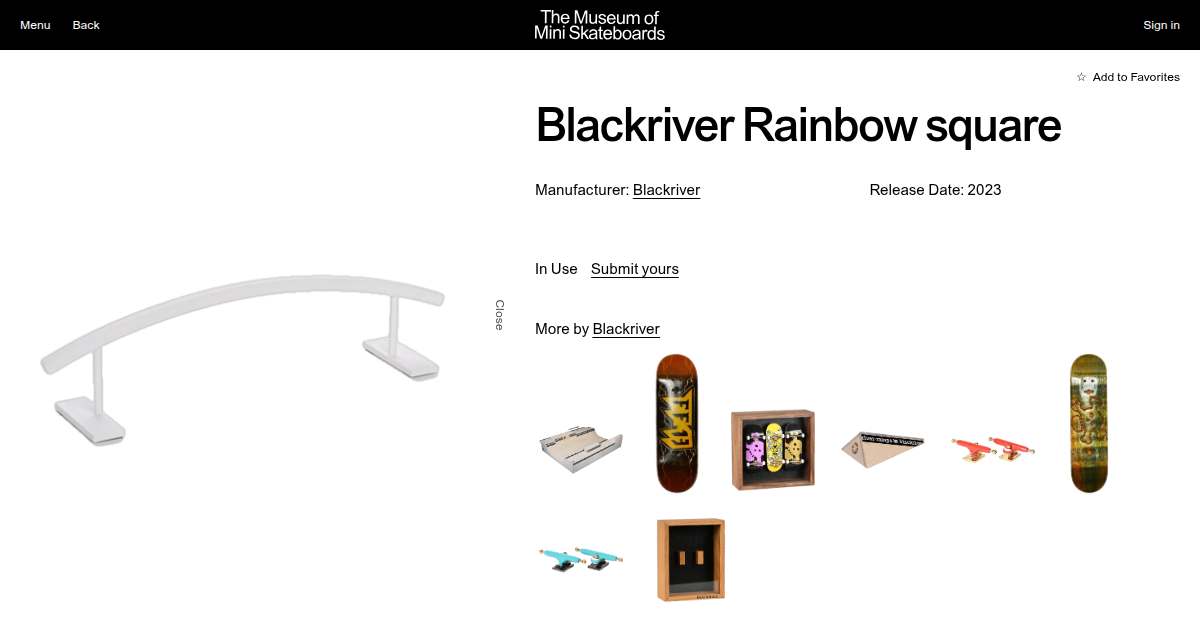 Menu
Back
The Museum of
Mini Skateboards
Sign in
☆ Add to Favorites
Blackriver Rainbow square
Manufacturer: Blackriver
Release Date: 2023
In Use Submit yours
Close
More by Blackriver